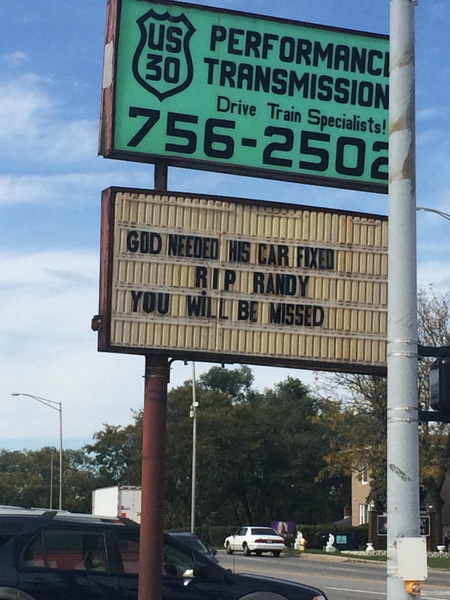 US
30
PERFORMANCE
TRANSMISSION
Drive Train Specialists!
756-2502
GOD NEEDED HIS CAR FIXED
RIP RANDY
YOU WILL BE MISSED